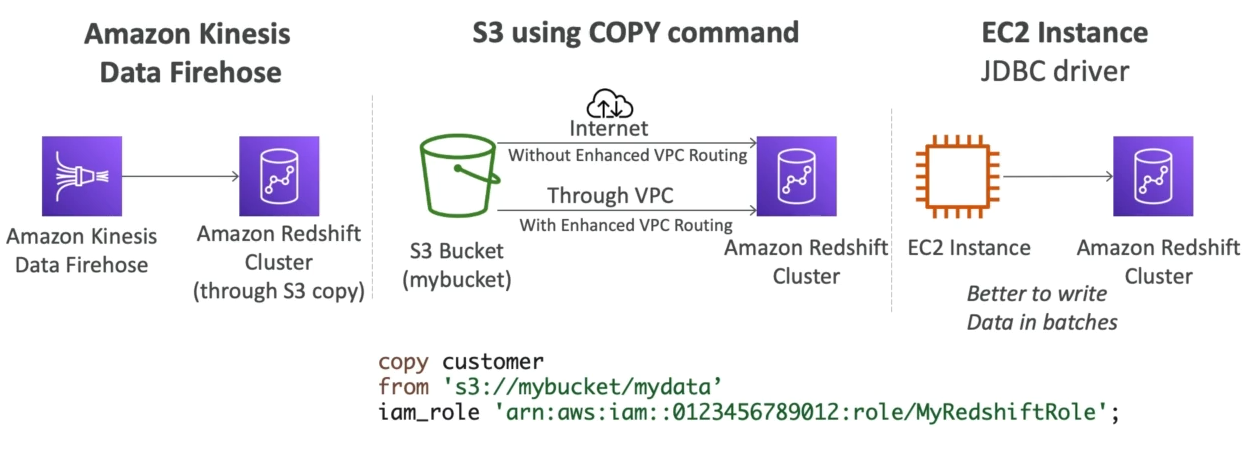 Amazon Kinesis
Data Firehose
Amazon Kinesis
Data Firehose
Amazon Redshift
Cluster
(through S3 copy)
S3 using COPY command
Internet
Without Enhanced VPC Routing
Through VPC
With Enhanced VPC Routing
S3 Bucket
(mybucket)
Amazon Redshift
Cluster
EC2 Instance
JDBC driver
EC2 Instance
Amazon Redshift
Cluster
Better to write
Data in batches
copy customer
from 's3://mybucket/mydata’
iam_role 'arn:aws:iam::0123456789012:role/MyRedshiftRole';